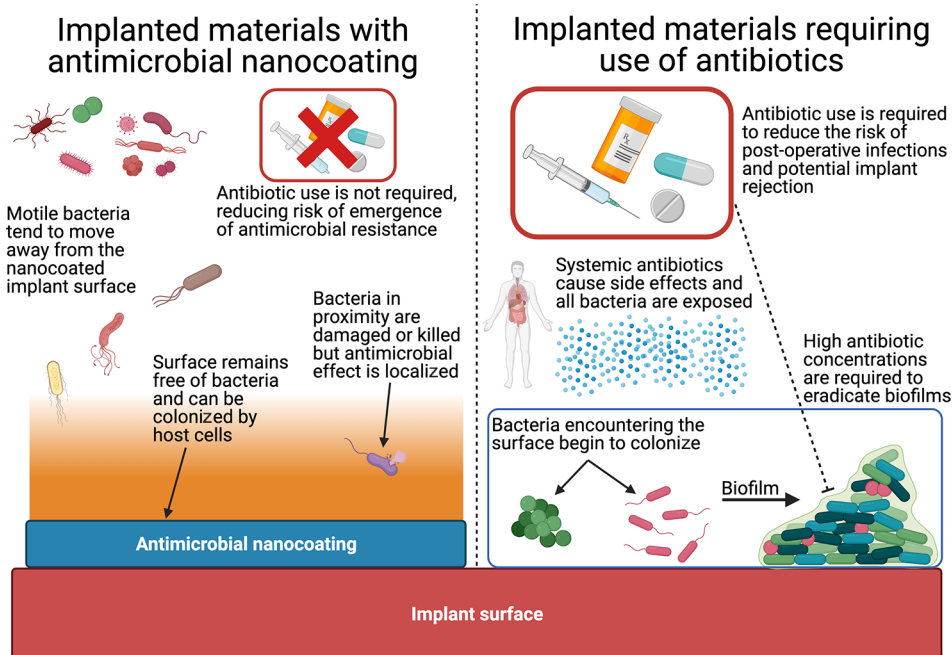 Implanted materials with
antimicrobial nanocoating
Antibiotic use is not required,
reducing risk of emergence
of antimicrobial resistance
Motile bacteria
tend to move
away from the
nanocoated
implant surface
Bacteria in
proximity are
damaged or killed
but antimicrobial
effect is localized
Surface remains
free of bacteria
and can be
colonized by
host cells
Antimicrobial nanocoating
Implanted materials requiring
use of antibiotics
Rx
Antibiotic use is required
to reduce the risk of
post-operative infections
and potential implant
rejection
Systemic antibiotics
cause side effects and
all bacteria are exposed
High antibiotic
concentrations
are required to
eradicate biofilms
Bacteria encountering the
surface begin to colonize
Biofilm
Implant surface